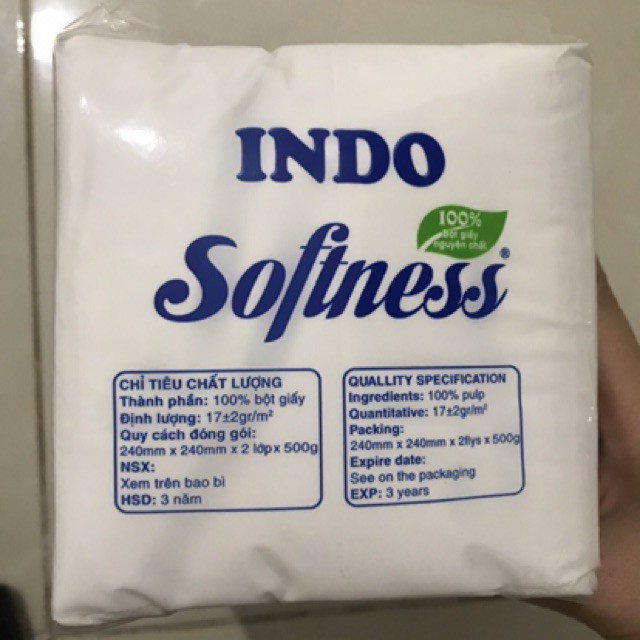 INDO
100%
Bột giấy
nguyên chất
Softness®
CHỈ TIÊU CHẤT LƯỢNG
Thành phần: 100% bột giấy
Định lượng: 17±2gr/m²
Quy cách đóng gói:
240mm x 240mm x 2 lớp x 500g
NSX:
Xem trên bao bì
HSD: 3 năm
QUALLITY SPECIFICATION
Ingredients: 100% pulp
Quantitative: 17±2gr/m²
Packing:
240mm x 240mm x 2flys x 500g
Expire date:
See on the packaging
EXP: 3 years